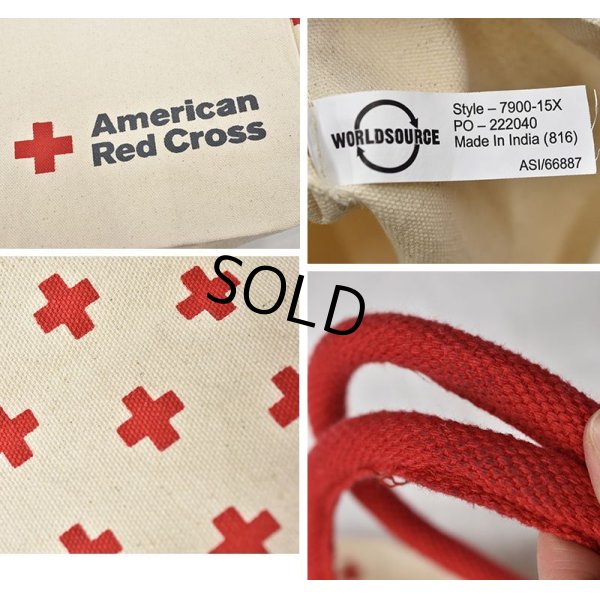 American
Red Cross
WORLDSOURCE
Style – 7900-15X
PO – 222040
Made In India (816)
ASI/66887
SOLD